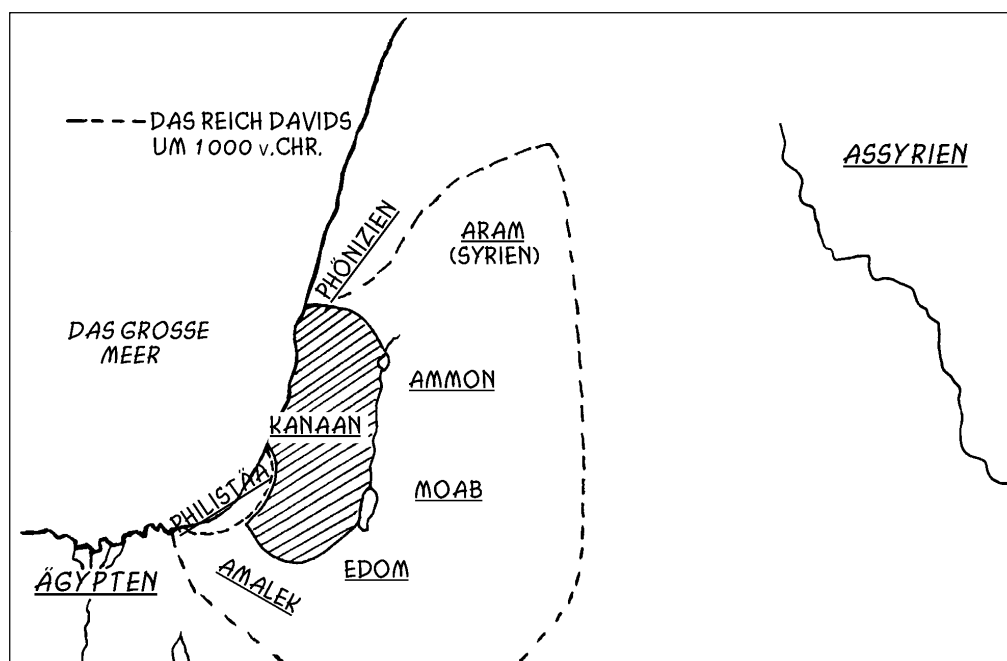 DAS REICH DAVIDS
UM 1000 v.CHR.
ASSYRIEN
PHÖNIZIEN
ARAM
(SYRIEN)
DAS GROSSE
MEER
AMMON
KANAAN
PHILISTÄA
MOAB
EDOM
AMALEK
ÄGYPTEN